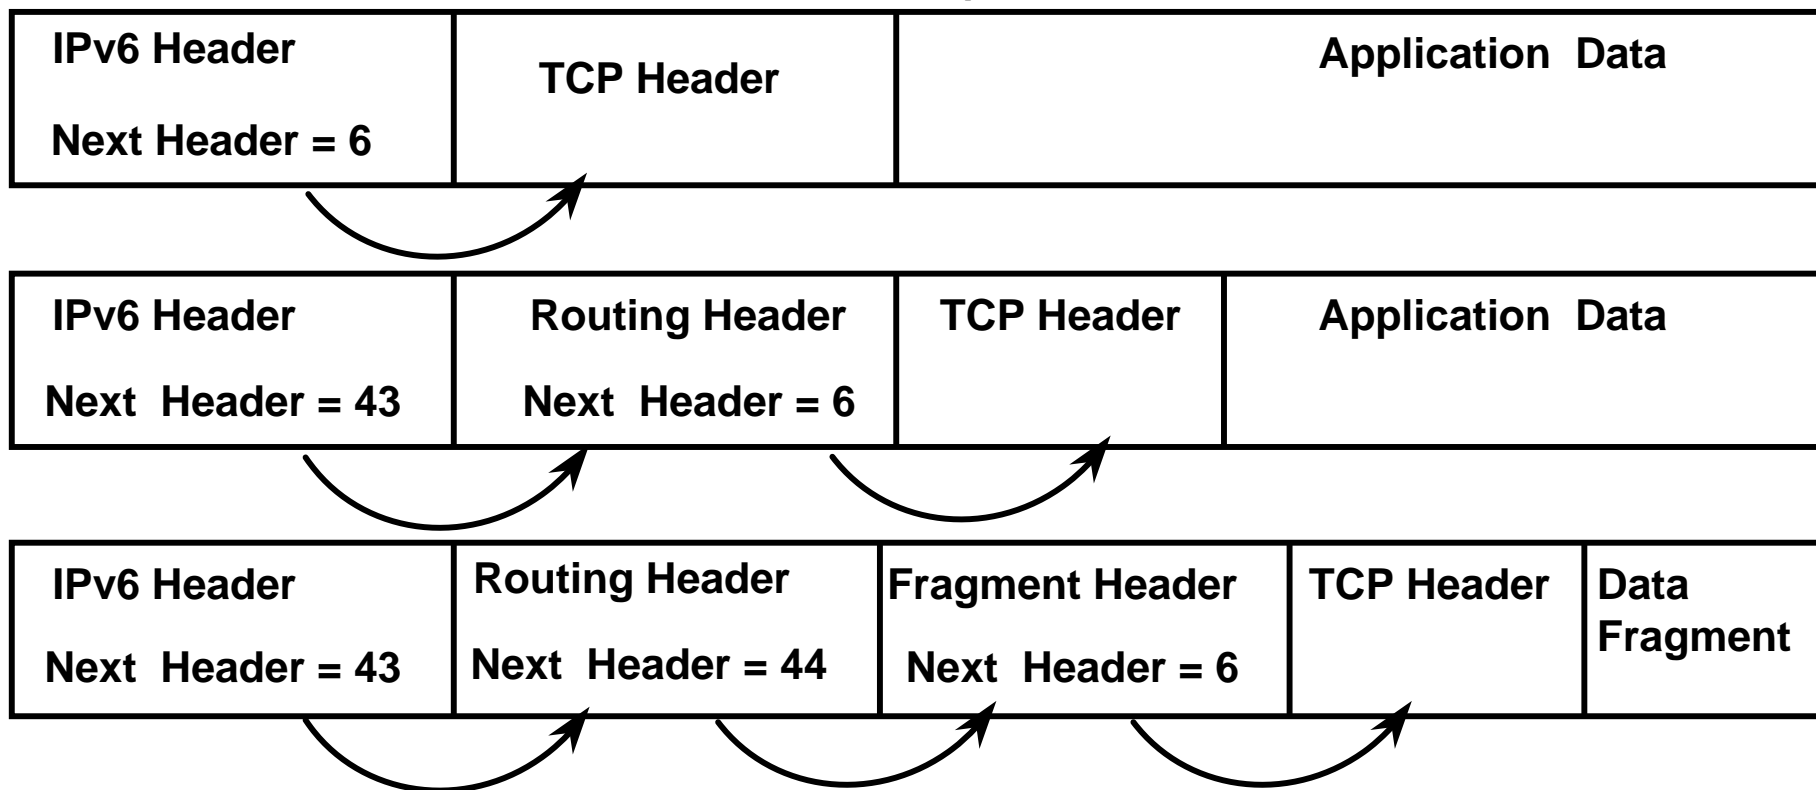 IPv6 Header
Next Header = 6
TCP Header
Application Data
IPv6 Header
Next Header = 43
Routing Header
Next Header = 6
TCP Header
Application Data
IPv6 Header
Next Header = 43
Routing Header
Next Header = 44
Fragment Header
Next Header = 6
TCP Header
Data
Fragment